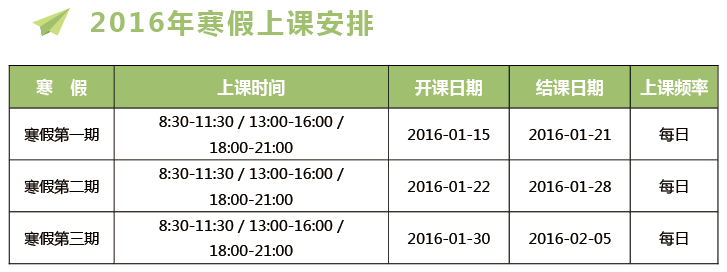 2016年寒假上课安排
寒 假 上课时间 开课日期 结课日期 上课频率
寒假第一期 8:30-11:30 / 13:00-16:00 / 18:00-21:00 2016-01-15 2016-01-21 每日
寒假第二期 8:30-11:30 / 13:00-16:00 / 18:00-21:00 2016-01-22 2016-01-28 每日
寒假第三期 8:30-11:30 / 13:00-16:00 / 18:00-21:00 2016-01-30 2016-02-05 每日